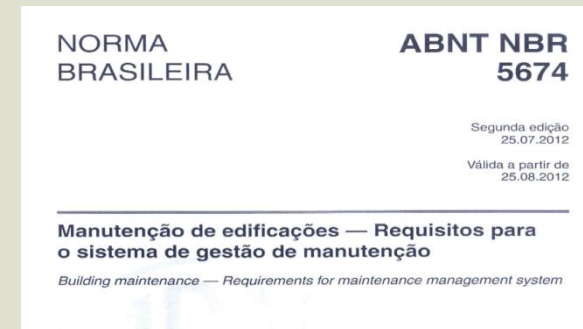 NORMA
BRASILEIRA
ABNT NBR
5674
Segunda edição
25.07.2012
Válida a partir de
25.08.2012
Manutenção de edificações — Requisitos para
o sistema de gestão de manutenção
Building maintenance — Requirements for maintenance management system